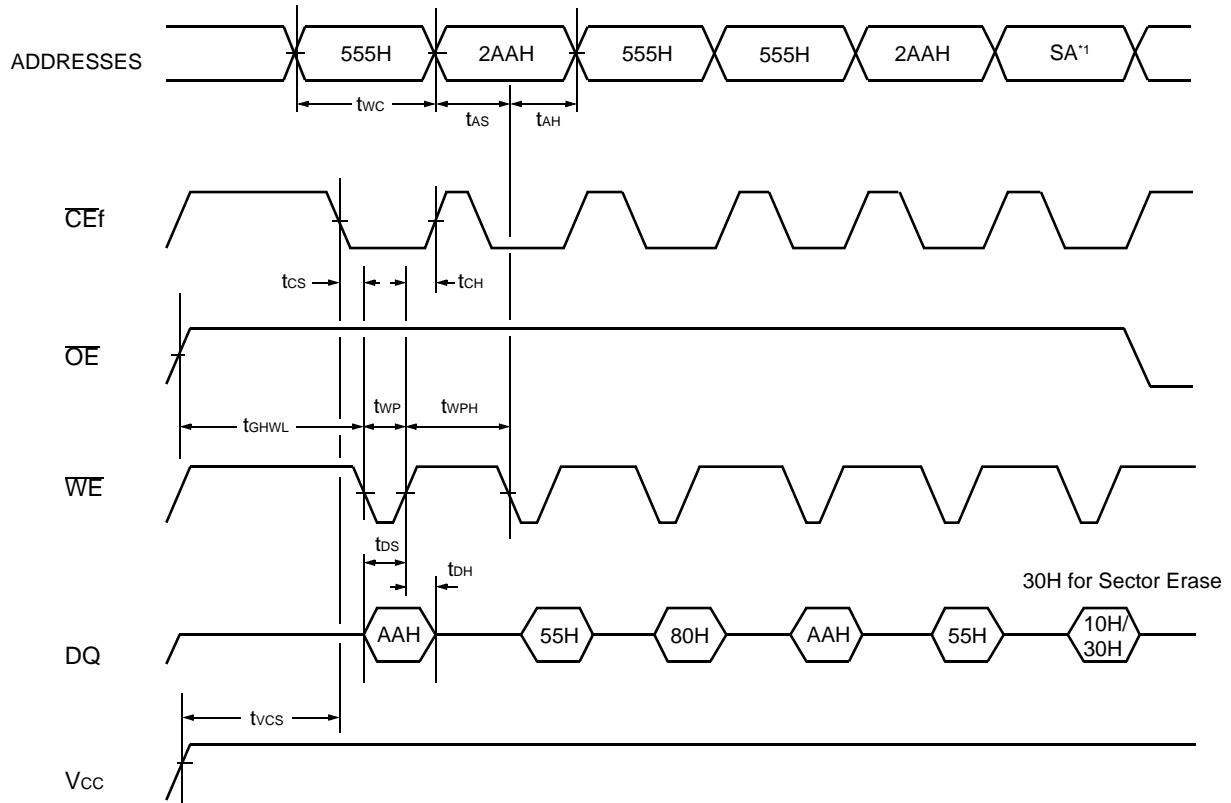 ADDRESSES 555H 2AAH 555H 555H 2AAH SA*1
tWC tAS tAH
CEf
tCS tCH
OE
tGHWL tWP tWPH
WE
tDS
tDH
30H for Sector Erase
DQ AAH 55H 80H AAH 55H 10H/
30H
tVCS
VCC